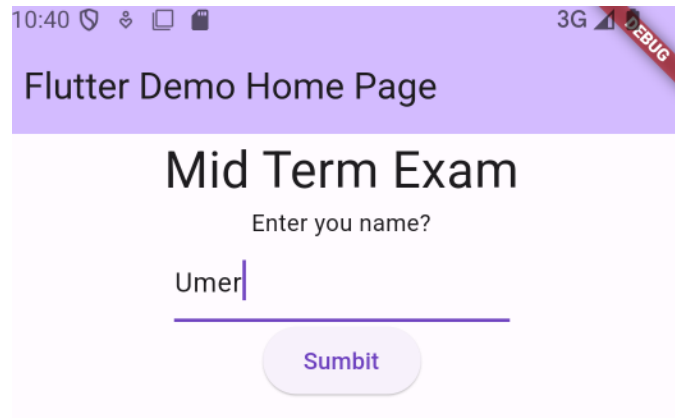 10:40 3G
DEBUG
Flutter Demo Home Page
Mid Term Exam
Enter you name?
Umer
Sumbit